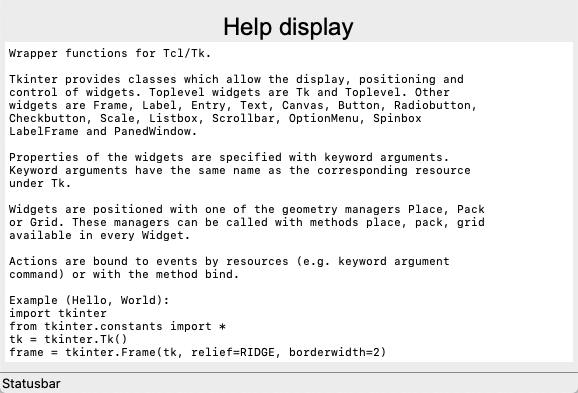 Help display
Wrapper functions for Tcl/Tk.
Tkinter provides classes which allow the display, positioning and
control of widgets. Toplevel widgets are Tk and Toplevel. Other
widgets are Frame, Label, Entry, Text, Canvas, Button, Radiobutton,
Checkbutton, Scale, Listbox, Scrollbar, OptionMenu, Spinbox
LabelFrame and PanedWindow.
Properties of the widgets are specified with keyword arguments.
Keyword arguments have the same name as the corresponding resource
under Tk.
Widgets are positioned with one of the geometry managers Place, Pack
or Grid. These managers can be called with methods place, pack, grid
available in every Widget.
Actions are bound to events by resources (e.g. keyword argument
command) or with the method bind.
Example (Hello, World):
import tkinter
from tkinter.constants import *
tk = tkinter.Tk()
frame = tkinter.Frame(tk, relief=RIDGE, borderwidth=2)
Statusbar